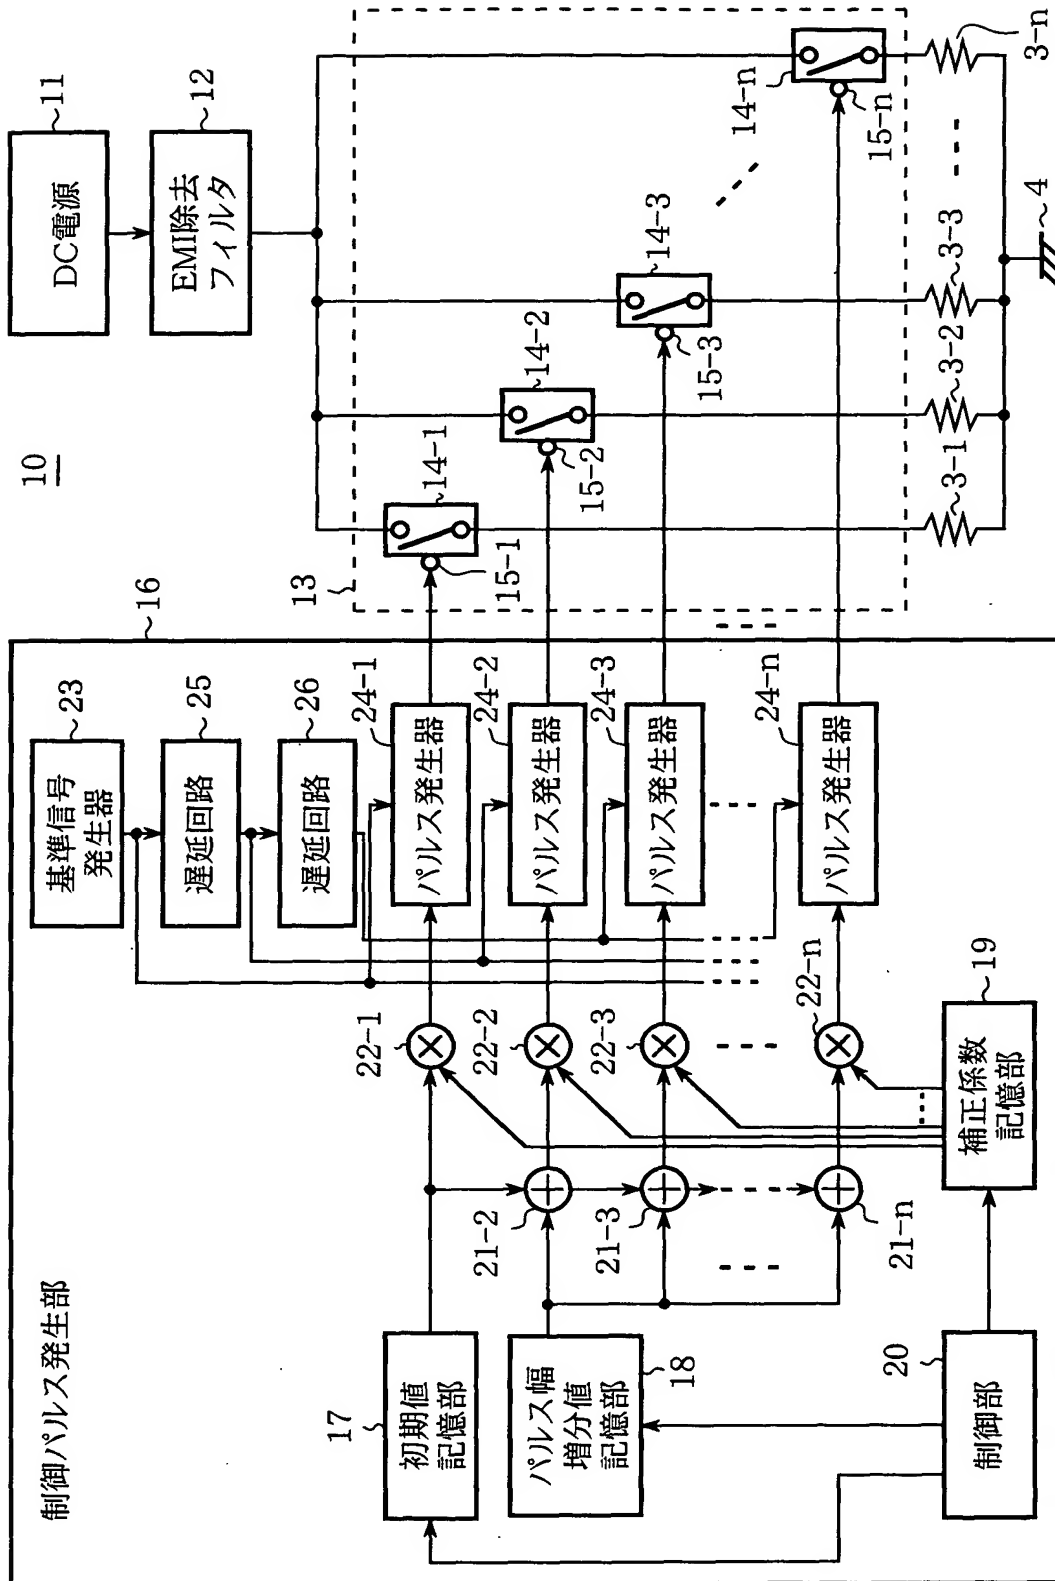 10
DC電源
11
EMI除去
フィルタ
12
13
14-1
15-1
14-2
15-2
14-3
15-3
14-n
15-n
3-1
3-2
3-3
3-n
4
16
制御パルス発生部
基準信号
発生器
23
遅延回路
25
遅延回路
26
パルス発生器
24-1
パルス発生器
24-2
パルス発生器
24-3
パルス発生器
24-n
22-1
22-2
22-3
22-n
21-2
21-3
21-n
初期値
記憶部
17
パルス幅
増分値
記憶部
18
補正係数
記憶部
19
制御部
20